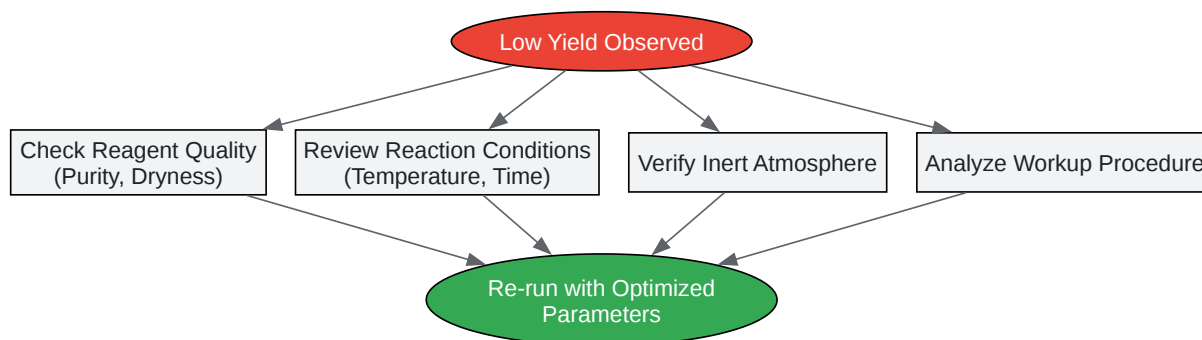 Low Yield Observed
Check Reagent Quality
(Purity, Dryness)
Review Reaction Conditions
(Temperature, Time)
Verify Inert Atmosphere
Analyze Workup Procedure
Re-run with Optimized
Parameters